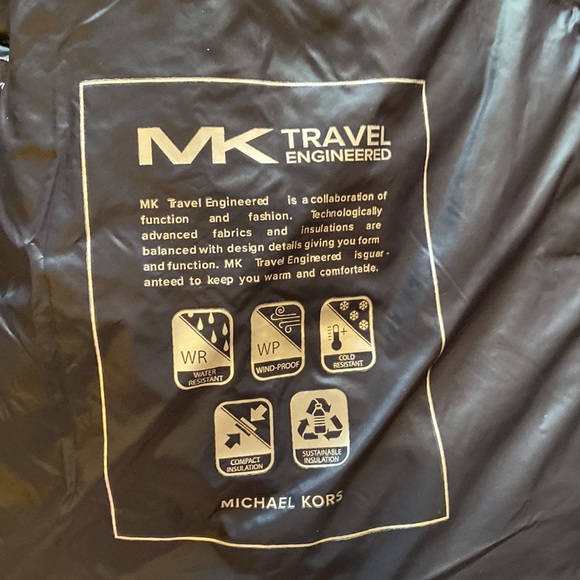 MK TRAVEL
ENGINEERED
MK Travel Engineered is a collaboration of
function and fashion. Technologically
advanced fabrics and insulations are
balanced with design details giving you form
and function. MK Travel Engineered isguar-
anteed to keep you warm and comfortable.
WR
WATER
RESISTANT
WP
WIND-PROOF
+
COLD
RESISTANT
COMPACT
INSULATION
SUSTAINABLE
INSULATION
MICHAEL KORS